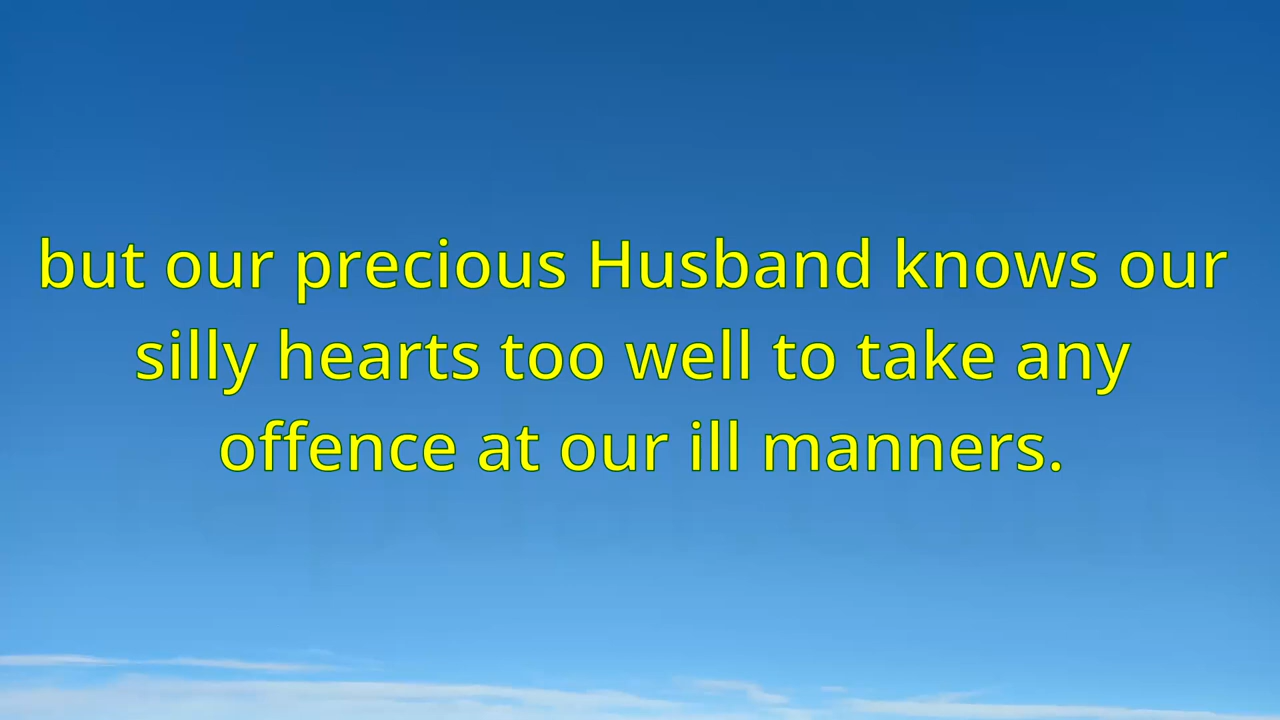 but our precious Husband knows our
silly hearts too well to take any
offence at our ill manners.